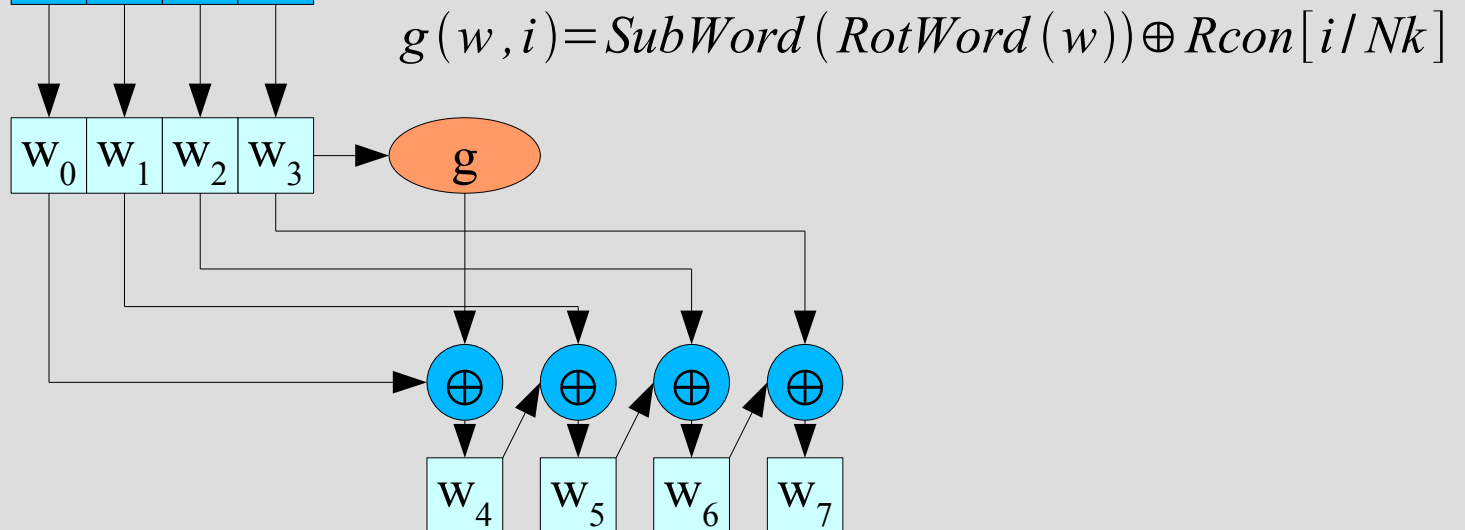 g(w,i)=SubWord(RotWord(w))⊕Rcon[i/Nk]
w₀ w₁ w₂ w₃ g
⊕ ⊕ ⊕ ⊕
w₄ w₅ w₆ w₇